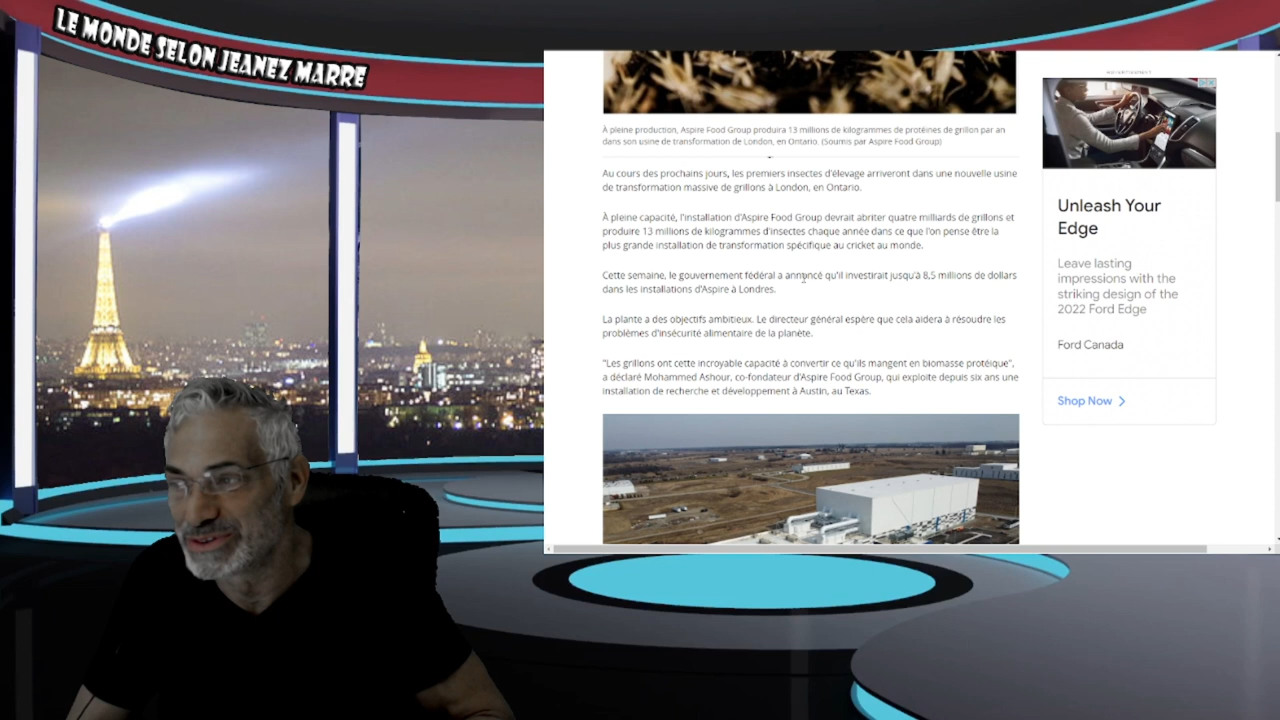 LE MONDE SELON JEANEZ MARRE
À pleine production, Aspire Food Group produira 13 millions de kilogrammes de protéines de grillon par an
dans son usine de transformation de London, en Ontario. (Soumis par Aspire Food Group)
Au cours des prochains jours, les premiers insectes d'élevage arriveront dans une nouvelle usine
de transformation massive de grillons à London, en Ontario.
À pleine capacité, l'installation d'Aspire Food Group devrait abriter quatre milliards de grillons et
produire 13 millions de kilogrammes d'insectes chaque année dans ce que l'on pense être la
plus grande installation de transformation spécifique au cricket au monde.
Cette semaine, le gouvernement fédéral a annoncé qu'il investirait jusqu'à 8,5 millions de dollars
dans les installations d'Aspire à Londres.
La plante a des objectifs ambitieux. Le directeur général espère que cela aidera à résoudre les
problèmes d'insécurité alimentaire de la planète.
"Les grillons ont cette incroyable capacité à convertir ce qu'ils mangent en biomasse protéique",
a déclaré Mohammed Ashour, co-fondateur d'Aspire Food Group, qui exploite depuis six ans une
installation de recherche et développement à Austin, au Texas.
Unleash Your
Edge
Leave lasting
impressions with the
striking design of the
2022 Ford Edge
Ford Canada
Shop Now